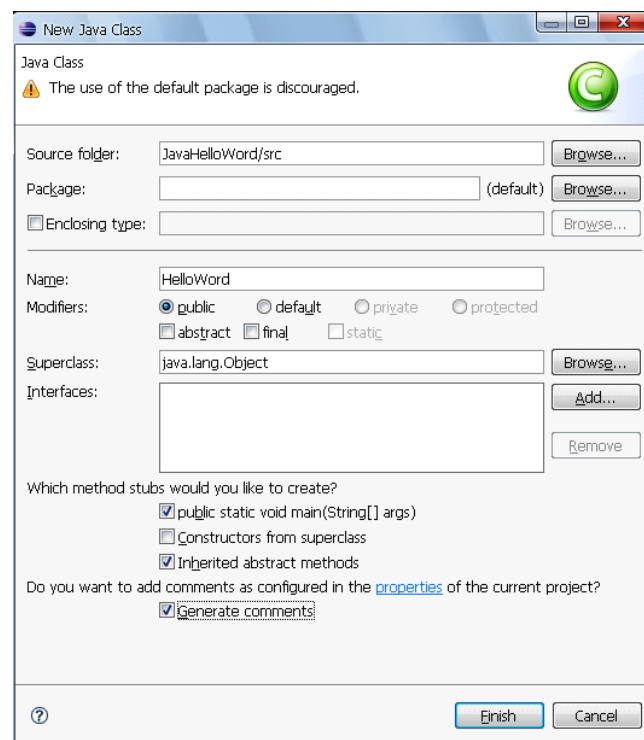 New Java Class
Java Class
The use of the default package is discouraged.
Source folder: JavaHelloWord/src Browse...
Package: (default) Browse...
Enclosing type: Browse...
Name: HelloWord
Modifiers: public default private protected
abstract final static
Superclass: java.lang.Object Browse...
Interfaces: Add...
Remove
Which method stubs would you like to create?
public static void main(String[] args)
Constructors from superclass
Inherited abstract methods
Do you want to add comments as configured in the properties of the current project?
Generate comments
? Finish Cancel